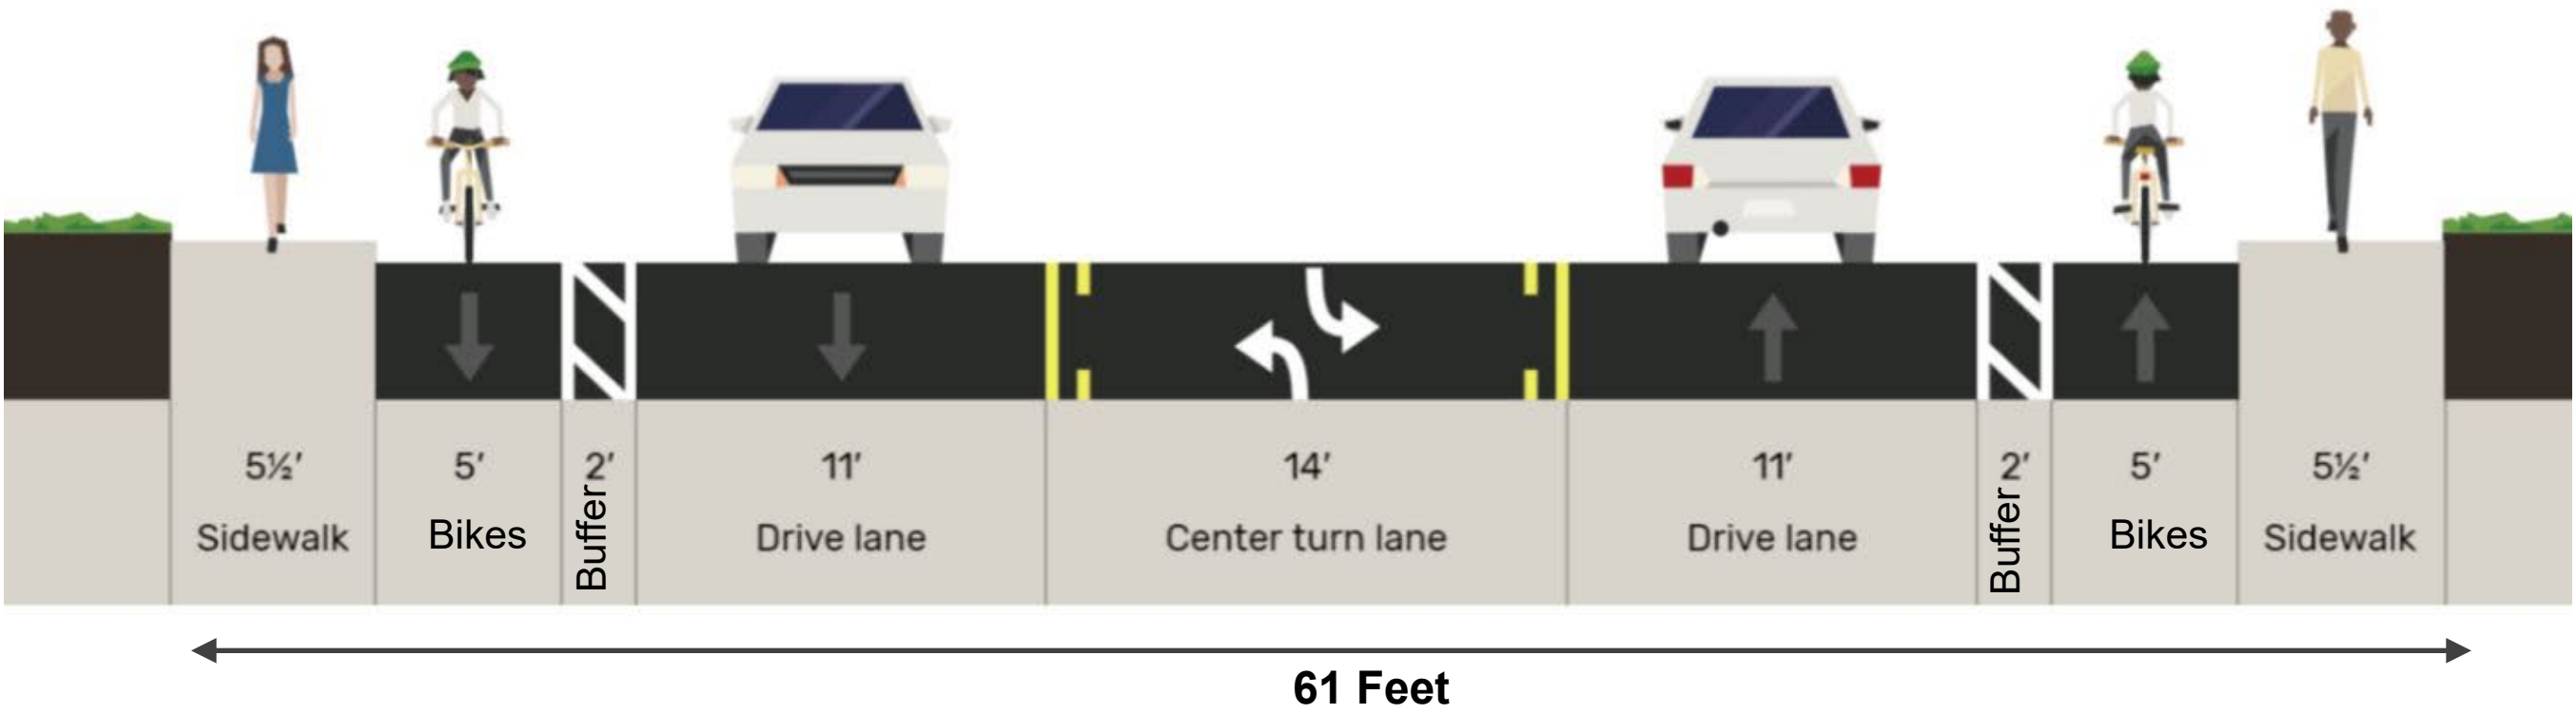 5½′ 5′ 2′ 11′ 14′ 11′ 2′ 5′ 5½′
Sidewalk Bikes Buffer Drive lane Center turn lane Drive lane Buffer Bikes Sidewalk
61 Feet